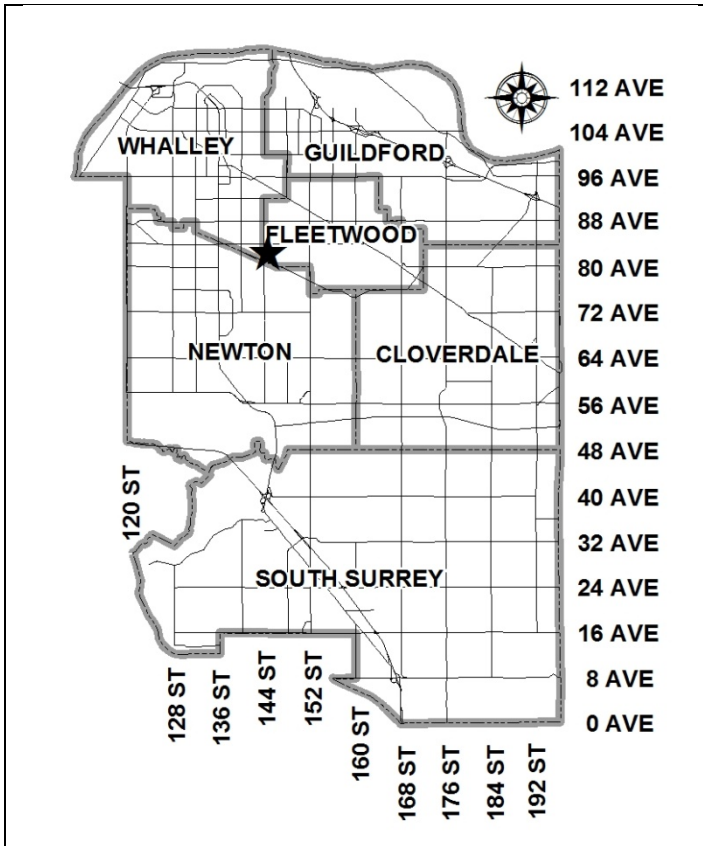 112 AVE
104 AVE
WHALLEY
GUILDFORD
96 AVE
88 AVE
FLEETWOOD
80 AVE
72 AVE
NEWTON
CLOVERDALE
64 AVE
56 AVE
48 AVE
120 ST
40 AVE
32 AVE
SOUTH SURREY
24 AVE
16 AVE
8 AVE
0 AVE
128 ST
136 ST
144 ST
152 ST
160 ST
168 ST
176 ST
184 ST
192 ST